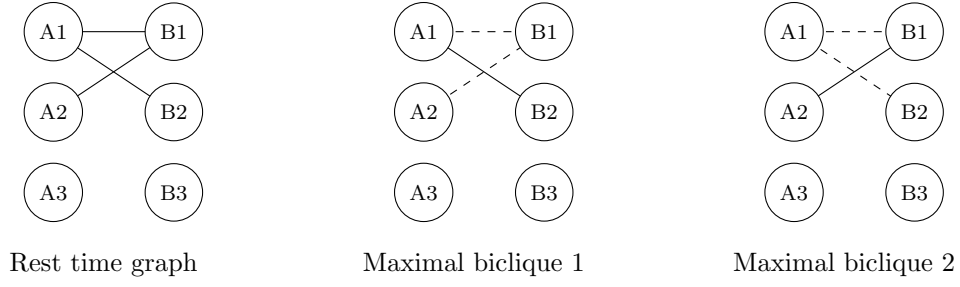 A1 B1 A1 B1 A1 B1
A2 B2 A2 B2 A2 B2
A3 B3 A3 B3 A3 B3
Rest time graph Maximal biclique 1 Maximal biclique 2